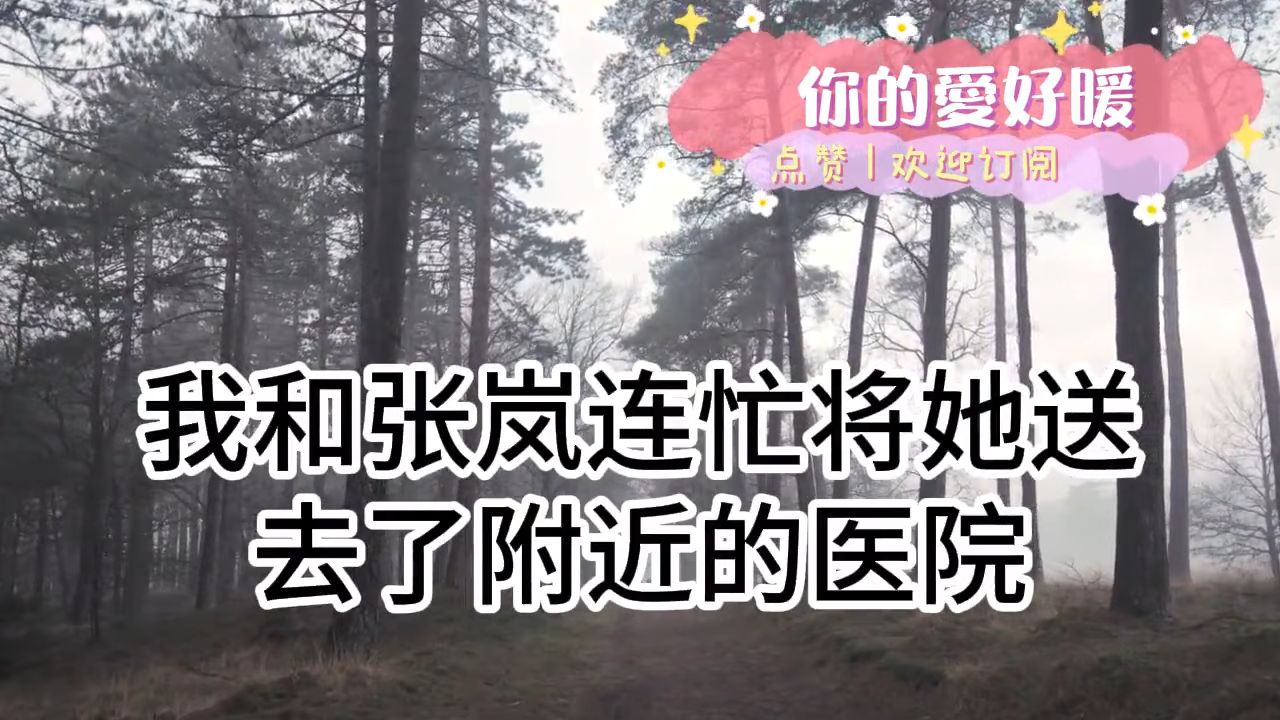 你的愛好暖
点赞 | 欢迎订阅
我和张岚连忙将她送
去了附近的医院